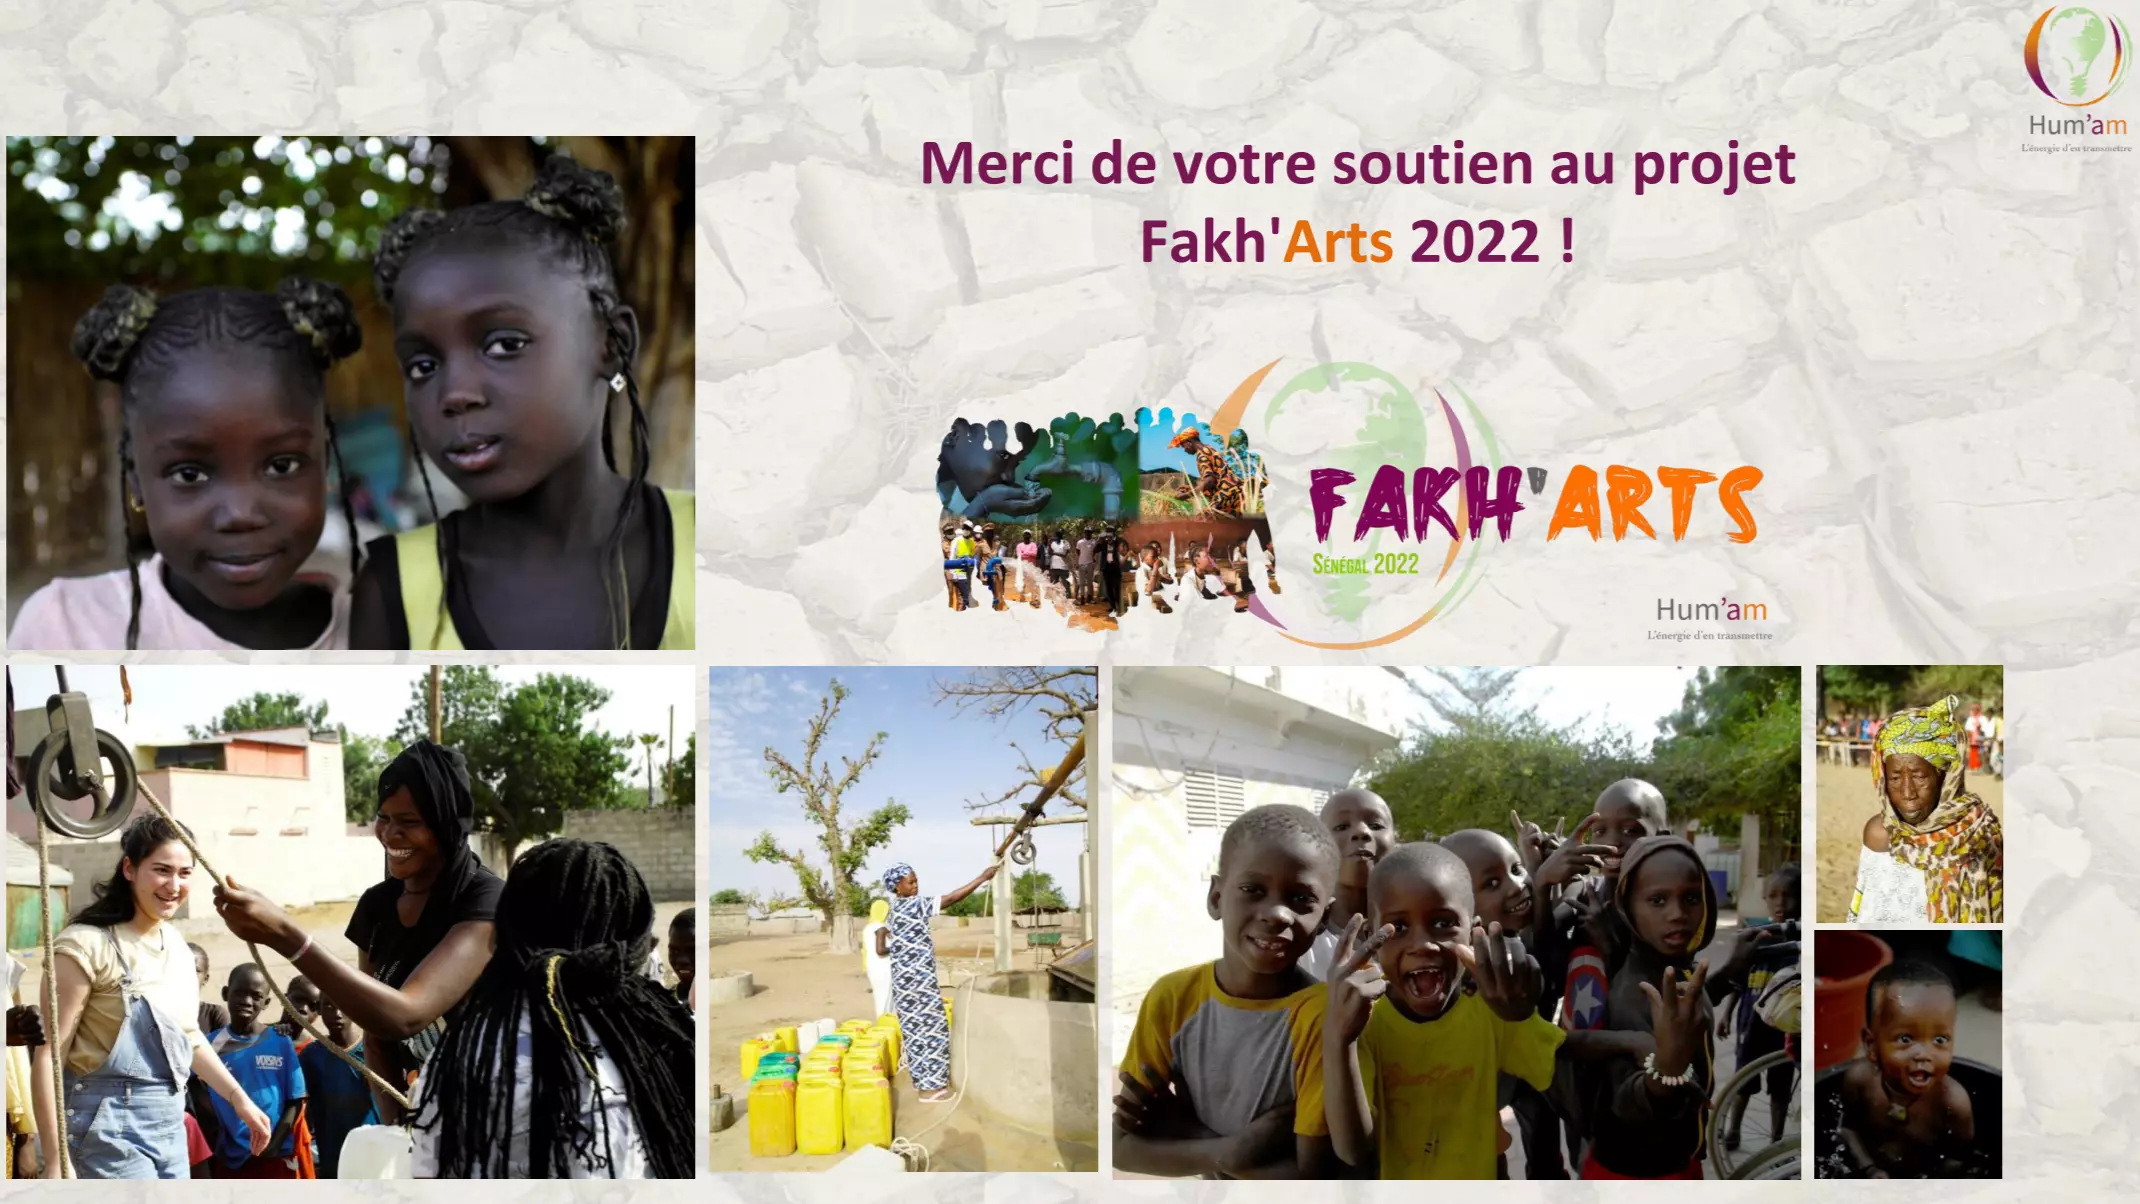 Hum'am
L'énergie d'en transmettre
Merci de votre soutien au projet
Fakh'Arts 2022 !
FAKH'ARTS
SÉNÉGAL 2022
Hum'am
L'énergie d'en transmettre
VOISINS